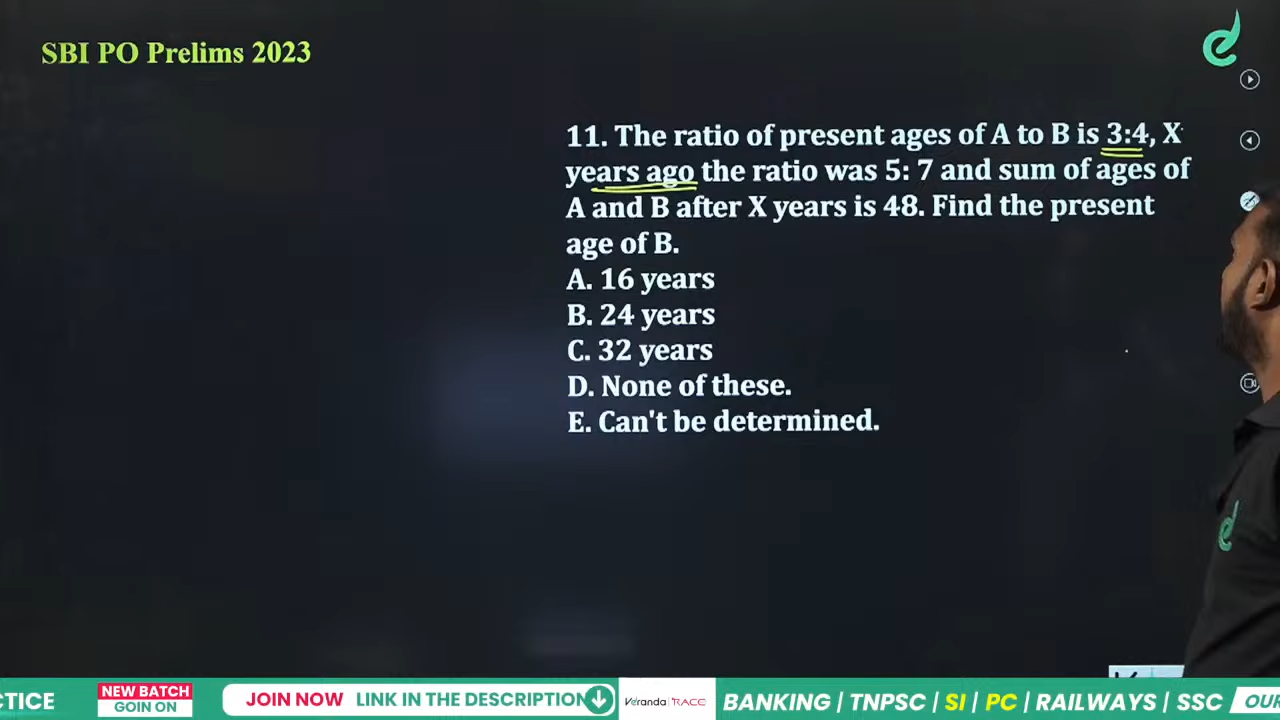 SBI PO Prelims 2023
11. The ratio of present ages of A to B is 3:4, X
years ago the ratio was 5: 7 and sum of ages of
A and B after X years is 48. Find the present
age of B.
A. 16 years
B. 24 years
C. 32 years
D. None of these.
E. Can't be determined.
CTICE
NEW BATCH
GOIN ON
JOIN NOW LINK IN THE DESCRIPTION
Veranda RACE
BANKING | TNPSC | SI | PC | RAILWAYS | SSC
OUR